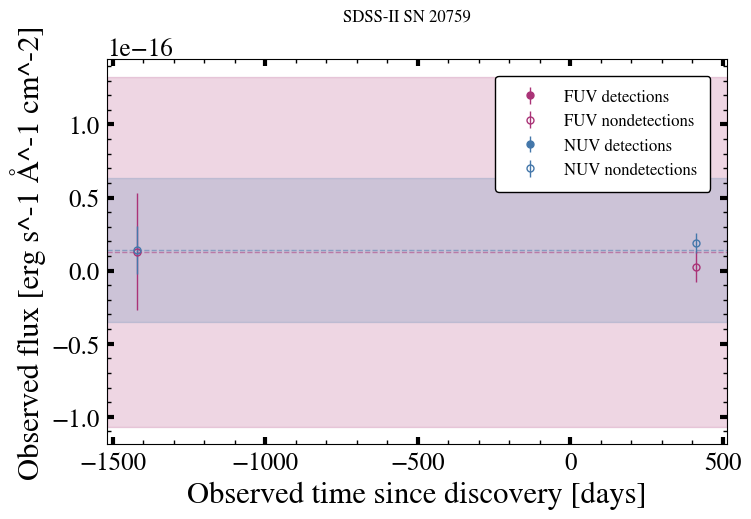 SDSS-II SN 20759
1e−16
Observed flux [erg s^-1 Å^-1 cm^-2]
1.0
0.5
0.0
−0.5
−1.0
FUV detections
FUV nondetections
NUV detections
NUV nondetections
−1500 −1000 −500 0 500
Observed time since discovery [days]